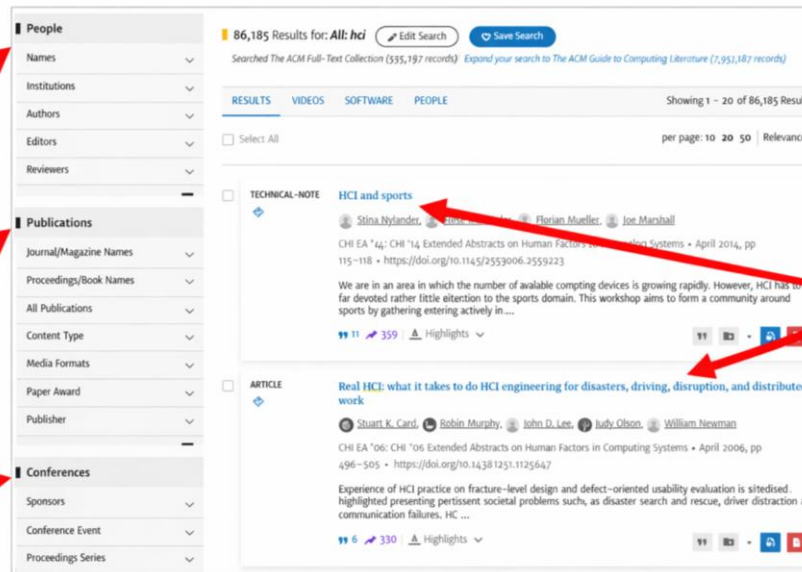 People
Names
Institutions
Authors
Editors
Reviewers
Publications
Journal/Magazine Names
Proceedings/Book Names
All Publications
Content Type
Media Formats
Paper Award
Publisher
Conferences
Sponsors
Conference Event
Proceedings Series
86,185 Results for: All: hci Edit Search Save Search
Searched The ACM Full-Text Collection (535,197 records) Expand your search to The ACM Guide to Computing Literature (7,952,187 records)
RESULTS VIDEOS SOFTWARE PEOPLE Showing 1 - 20 of 86,185 Resul
Select All per page: 10 20 50 Relevanc
TECHNICAL-NOTE HCI and sports
Stina Nylander, Florian Mueller, Joe Marshall
CHI EA '14: CHI '14 Extended Abstracts on Human Factors Systems • April 2014, pp
115-118 • https://doi.org/10.1145/2553006.2559223
We are in an area in which the number of avalable compting devices is growing rapidly. However, HCI has to
far devoted rather little eitention to the sports domain. This workshop aims to form a community around
sports by gathering extering actively in....
11 359 Highlights
ARTICLE Real HCI: what it takes to do HCI engineering for disasters, driving, disruption, and distributed
work
Stuart K. Card, Robin Murphy, John D. Lee, Judy Olson, William Newman
CHI EA "06: CHI "06 Extended Abstracts on Human Factors in Computing Systems • April 2006, pp
496-505 • https://doi.org/10.14381251.1125647
Experience of HCI practice on fracture-level design and defect-oriented usability evaluation is sitedised.
highlighted presenting pertissent societal problems suchs, as disaster search and rescue, driver distraction
communication failures. HC ...
6 330 Highlights